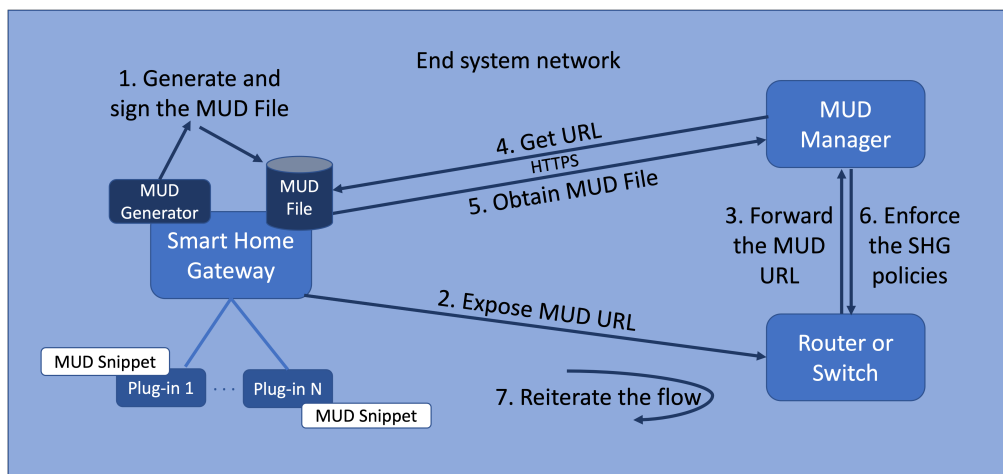 End system network
1. Generate and
sign the MUD File
MUD
Manager
4. Get URL
HTTPS
5. Obtain MUD File
MUD
Generator
MUD
File
Smart Home
Gateway
3. Forward
the MUD
URL
6. Enforce
the SHG
policies
2. Expose MUD URL
Router or
Switch
MUD Snippet
Plug-in 1
. . .
Plug-in N
MUD Snippet
7. Reiterate the flow